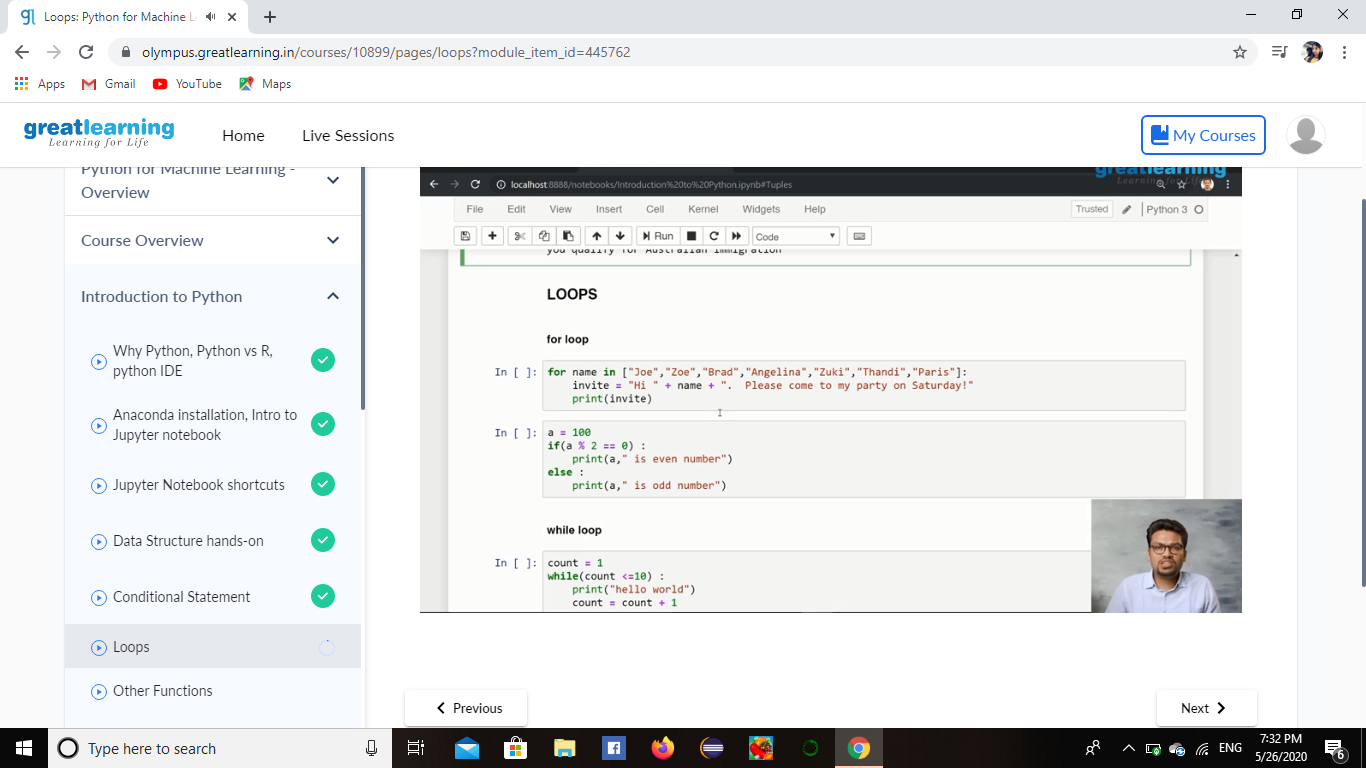 Loops: Python for Machine L
olympus.greatlearning.in/courses/10899/pages/loops?module_item_id=445762
Apps Gmail YouTube Maps
greatlearning
Learning for Life
Home Live Sessions My Courses
Python for Machine Learning -
Overview
Course Overview
Introduction to Python
Why Python, Python vs R,
python IDE
Anaconda installation, Intro to
Jupyter notebook
Jupyter Notebook shortcuts
Data Structure hands-on
Conditional Statement
Loops
Other Functions
greatlearning
localhost:8888/notebooks/Introduction%20to%20Python.ipynb#Tuples
File Edit View Insert Cell Kernel Widgets Help Trusted Python 3
Run Code
you qualify for Australian immigration
LOOPS
for loop
In [ ]: for name in ["Joe","Zoe","Brad","Angelina","Zuki","Thandi","Paris"]:
invite = "Hi " + name + ".  Please come to my party on Saturday!"
print(invite)
In [ ]: a = 100
if(a % 2 == 0) :
print(a," is even number")
else :
print(a," is odd number")
while loop
In [ ]: count = 1
while(count <=10) :
print("hello world")
count = count + 1
Previous Next
Type here to search
ENG
7:32 PM
5/26/2020
6